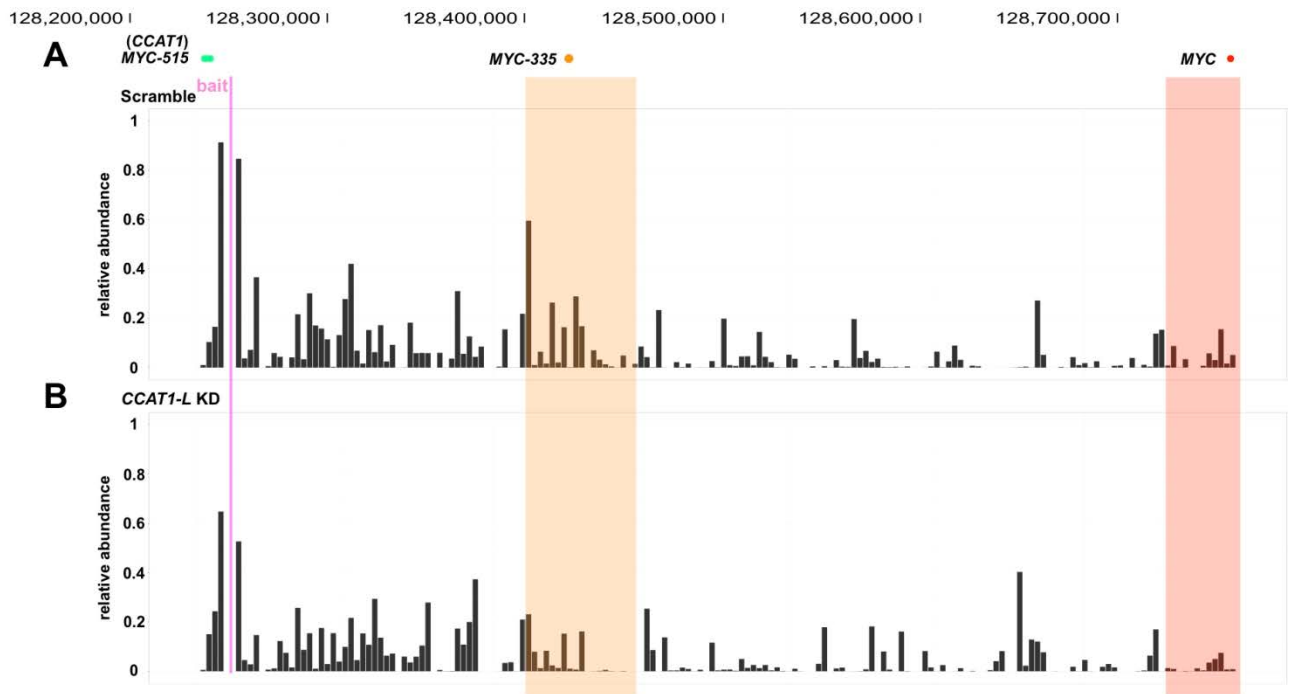 128,200,000 128,300,000 128,400,000 128,500,000 128,600,000 128,700,000
A
(CCAT1)
MYC-515
MYC-335
MYC
bait
Scramble
relative abundance
1
0.8
0.6
0.4
0.2
0
B
CCAT1-L KD
relative abundance
1
0.8
0.6
0.4
0.2
0